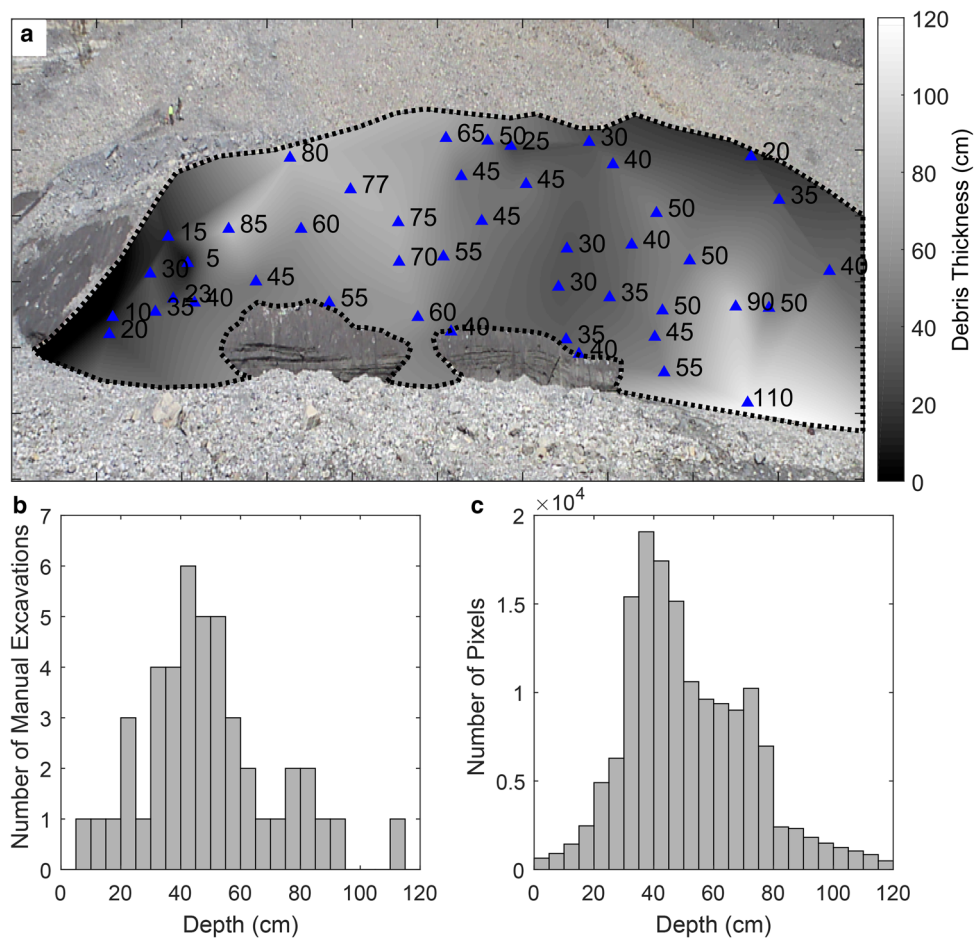 a
65 50 25 30
80 40 20
77 45 45 35
85 60 75 45 50
15 30 40
5 70 55 50 40
30 45 30 35
23 40 55 50 90 50
10 35 60
20 40 35 45
40 55
110
120
100
80
60
40
20
0
Debris Thickness (cm)
b
7
6
5
4
3
2
1
0
Number of Manual Excavations
0 20 40 60 80 100 120
Depth (cm)
c
×10⁴
2
1.5
1
0.5
0
Number of Pixels
0 20 40 60 80 100 120
Depth (cm)